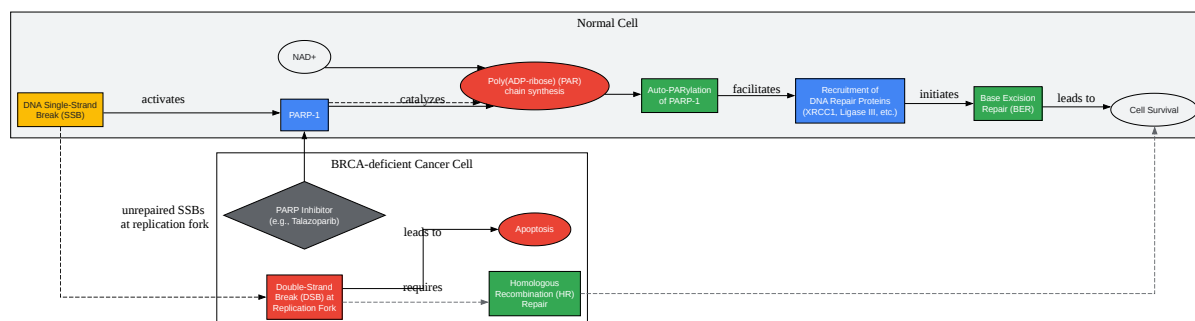 Normal Cell
NAD+
Poly(ADP-ribose) (PAR)
chain synthesis
DNA Single-Strand
Break (SSB)
activates
PARP-1
catalyzes
Auto-PARylation
of PARP-1
facilitates
Recruitment of
DNA Repair Proteins
(XRCC1, Ligase III, etc.)
initiates
Base Excision
Repair (BER)
leads to
Cell Survival
BRCA-deficient Cancer Cell
unrepaired SSBs
at replication fork
PARP Inhibitor
(e.g., Talazoparib)
leads to
Apoptosis
Double-Strand
Break (DSB) at
Replication Fork
requires
Homologous
Recombination (HR)
Repair